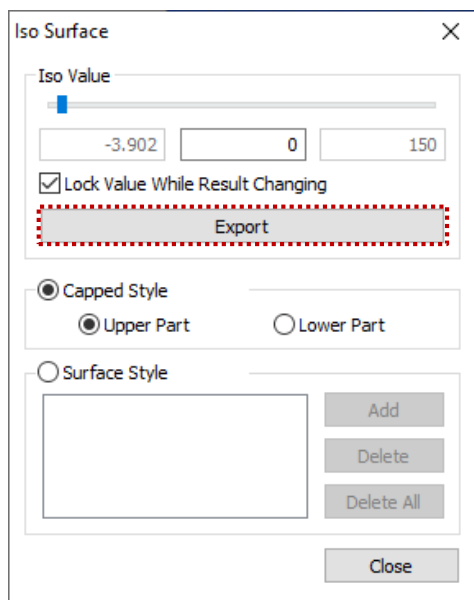 Iso Surface
Iso Value
-3.902 0 150
Lock Value While Result Changing
Export
Capped Style
Upper Part Lower Part
Surface Style
Add
Delete
Delete All
Close